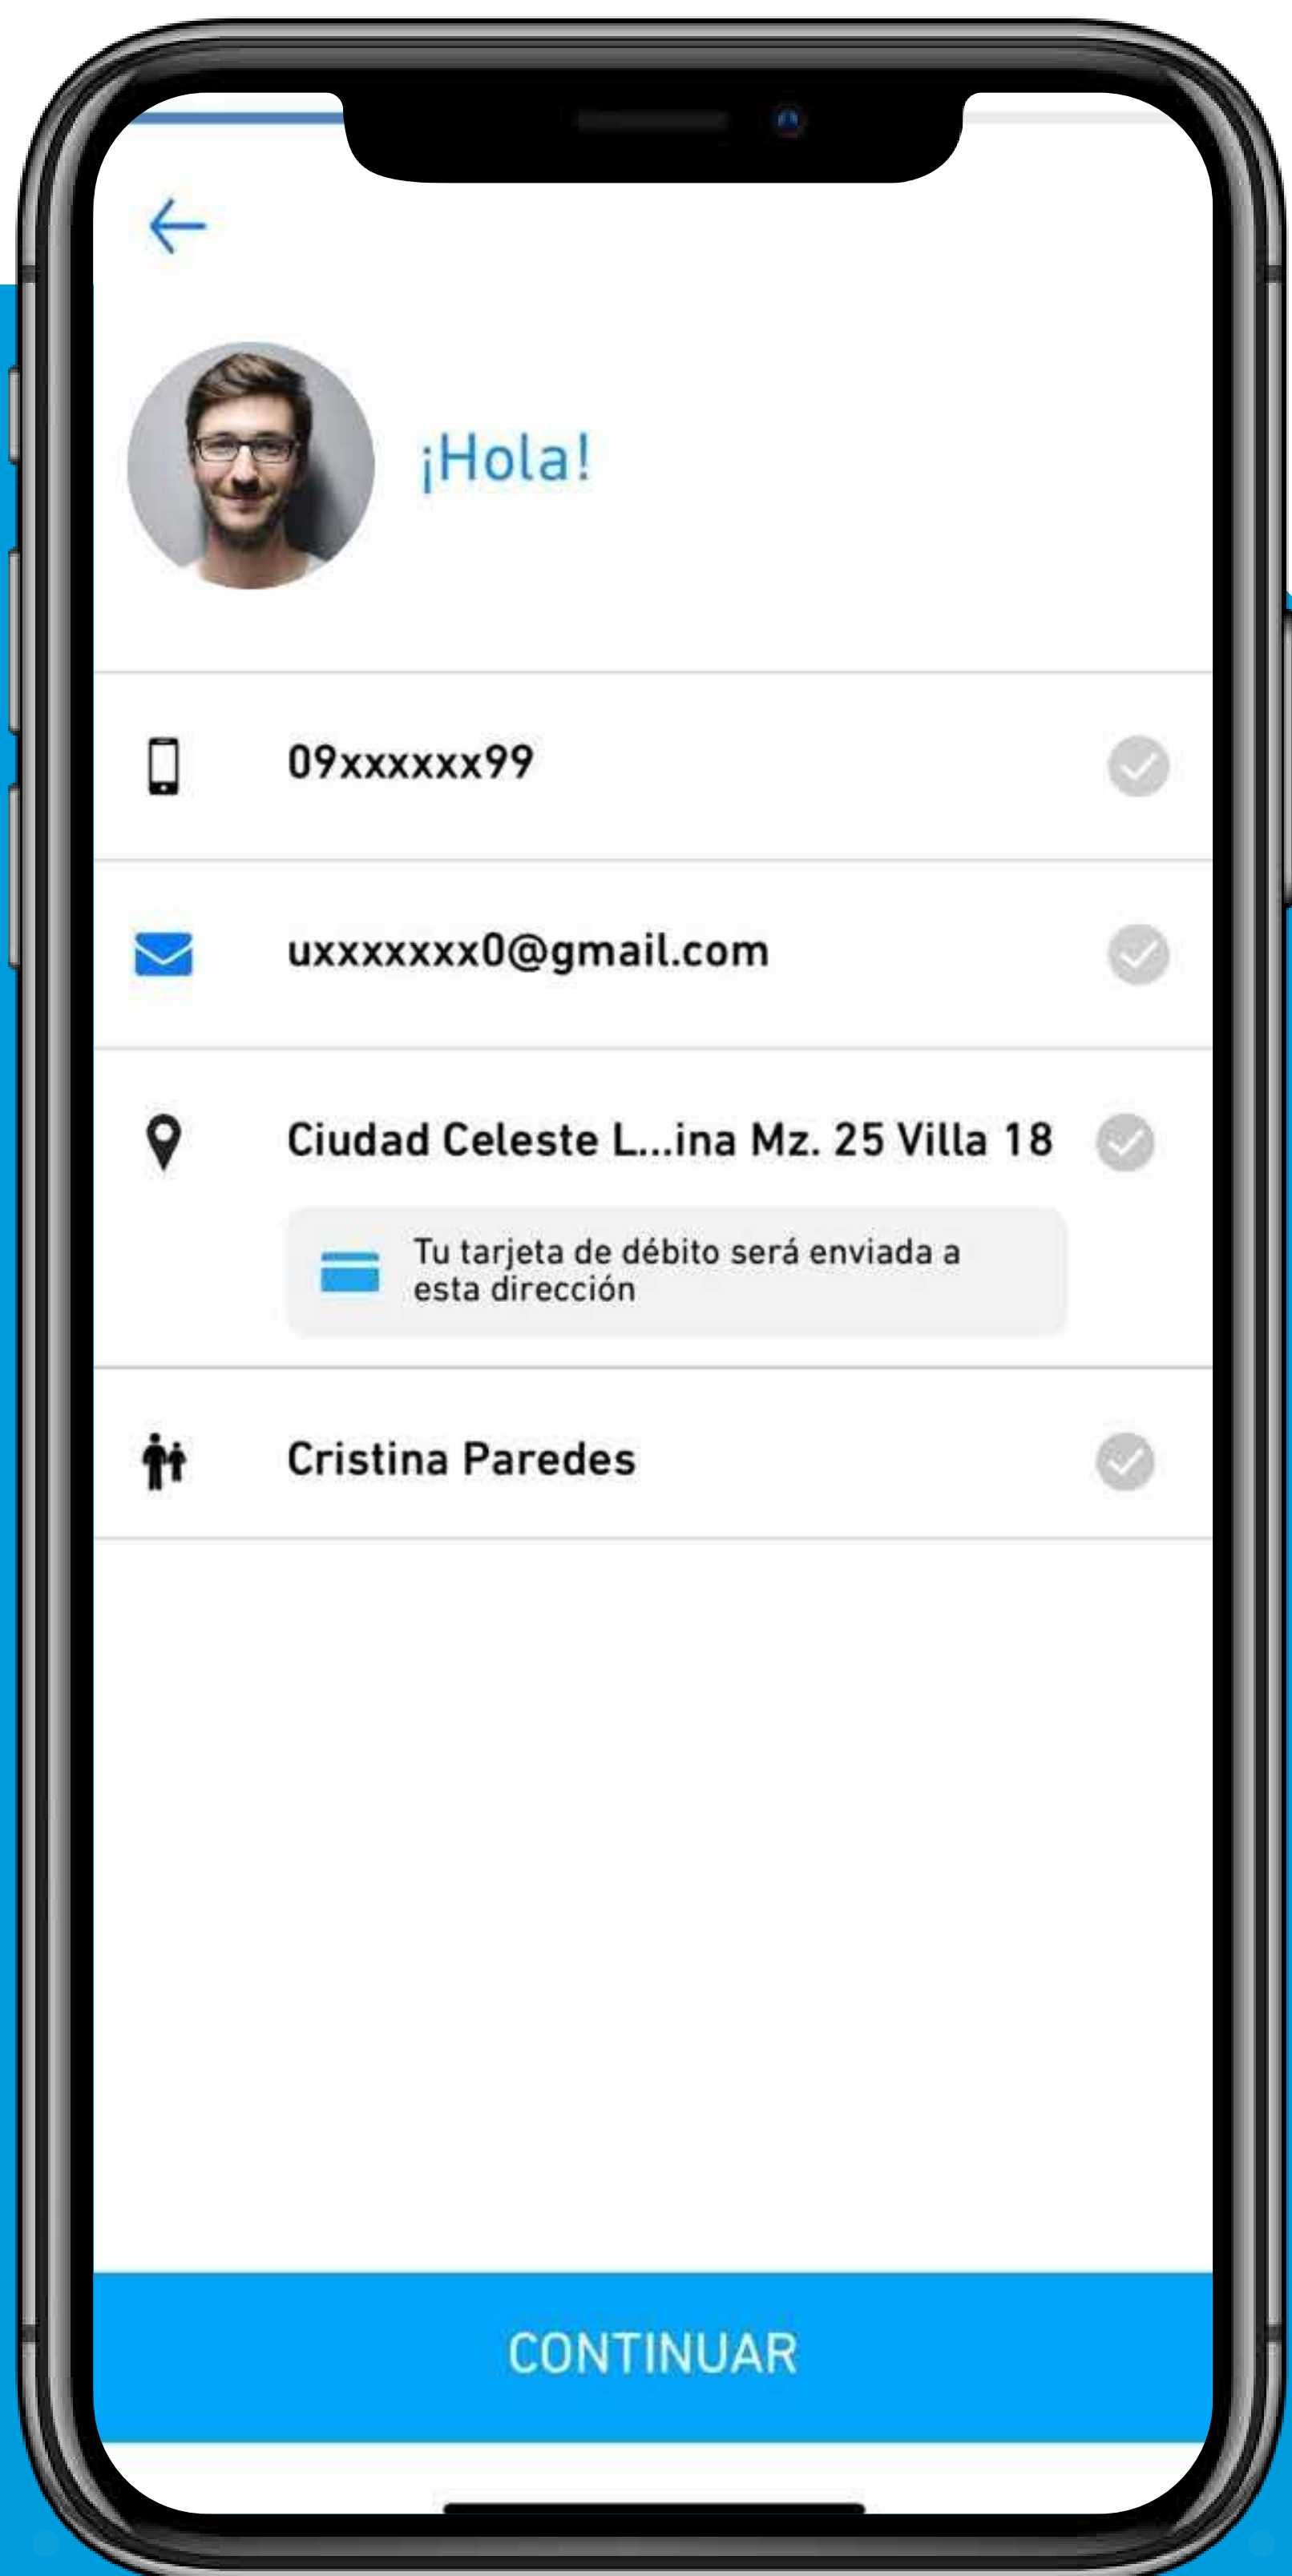 ¡Hola!
09xxxxxx99
uxxxxxxx0@gmail.com
Ciudad Celeste L...ina Mz. 25 Villa 18
Tu tarjeta de débito será enviada a
esta dirección
Cristina Paredes
CONTINUAR